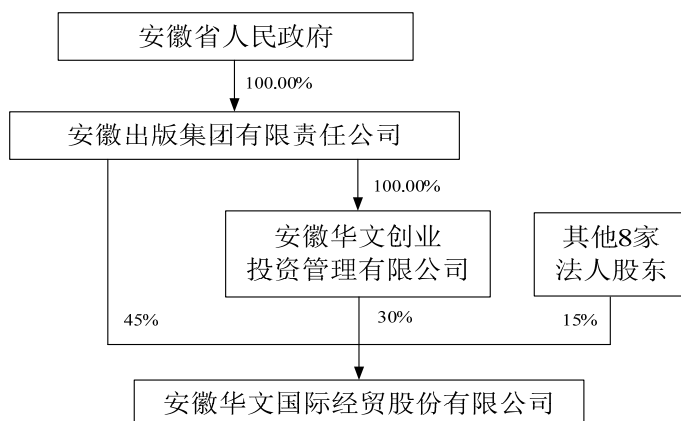 安徽省人民政府
100.00%
安徽出版集团有限责任公司
100.00%
安徽华文创业
投资管理有限公司
其他8家
法人股东
45%
30%
15%
安徽华文国际经贸股份有限公司